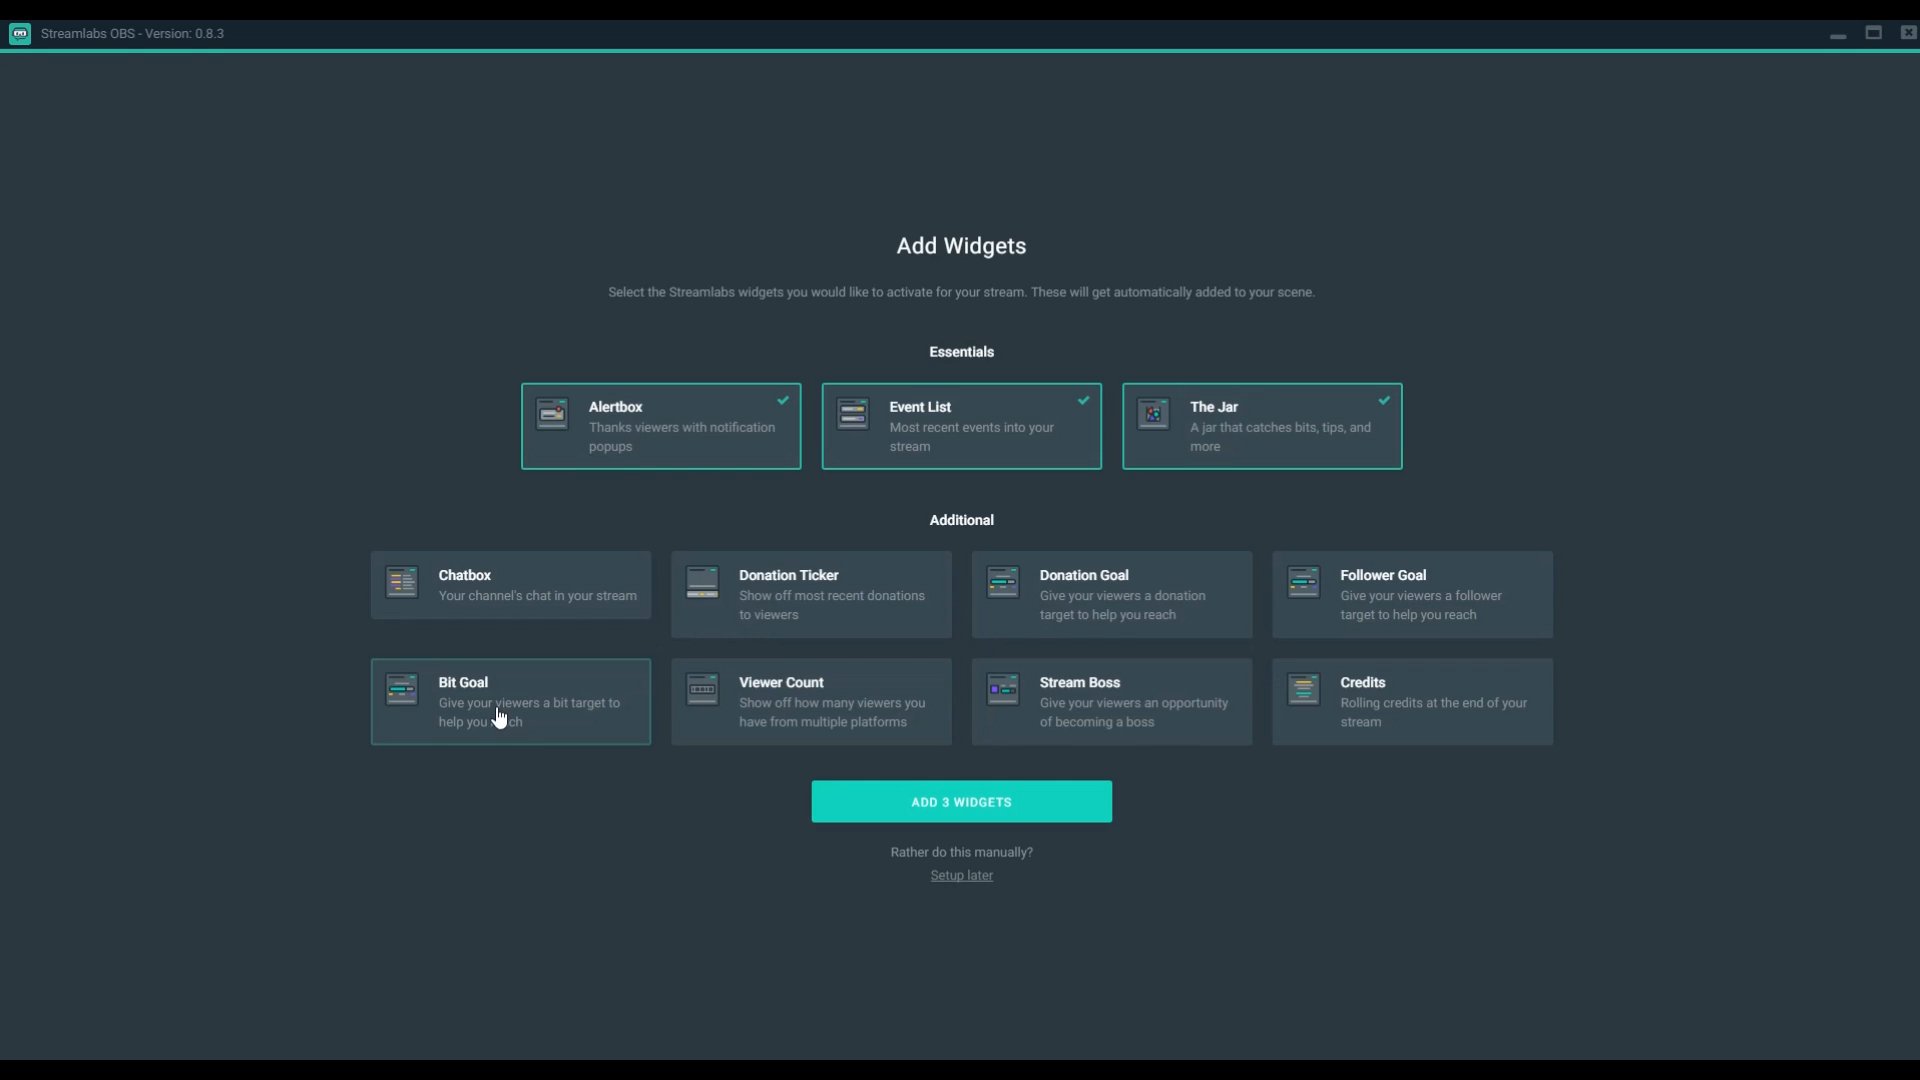 Streamlabs OBS - Version: 0.8.3
Add Widgets
Select the Streamlabs widgets you would like to activate for your stream. These will get automatically added to your scene.
Essentials
Alertbox
Thanks viewers with notification
popups
Event List
Most recent events into your
stream
The Jar
A jar that catches bits, tips, and
more
Additional
Chatbox
Your channel's chat in your stream
Donation Ticker
Show off most recent donations
to viewers
Donation Goal
Give your viewers a donation
target to help you reach
Follower Goal
Give your viewers a follower
target to help you reach
Bit Goal
Give your viewers a bit target to
help you
Viewer Count
Show off how many viewers you
have from multiple platforms
Stream Boss
Give your viewers an opportunity
of becoming a boss
Credits
Rolling credits at the end of your
stream
ADD 3 WIDGETS
Rather do this manually?
Setup later